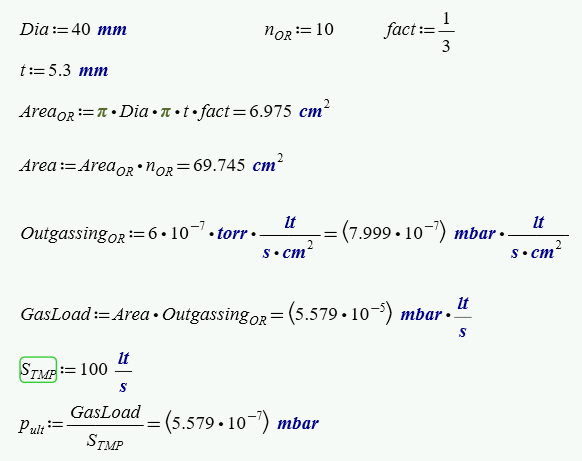 Dia := 40 mm n_OR := 10 fact := 1/3
t := 5.3 mm
Area_OR := π • Dia • π • t • fact = 6.975 cm²
Area := Area_OR • n_OR = 69.745 cm²
Outgassing_OR := 6 • 10⁻⁷ • torr • lt/(s • cm²) = (7.999 • 10⁻⁷) mbar • lt/(s • cm²)
GasLoad := Area • Outgassing_OR = (5.579 • 10⁻⁵) mbar • lt/s
S_TMP := 100 lt/s
p_ult := GasLoad/S_TMP = (5.579 • 10⁻⁷) mbar